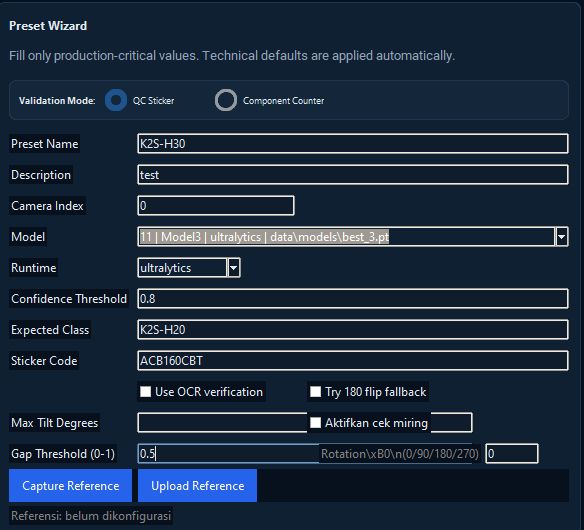 Preset Wizard
Fill only production-critical values. Technical defaults are applied automatically.
Validation Mode: QC Sticker Component Counter
Preset Name K2S-H30
Description test
Camera Index 0
Model 11 | Model3 | ultralytics | data\models\best_3.pt
Runtime ultralytics
Confidence Threshold 0.8
Expected Class K2S-H20
Sticker Code ACB160CBT
Use OCR verification Try 180 flip fallback
Max Tilt Degrees Aktifkan cek miring
Gap Threshold (0-1) 0.5 Rotation\xB0\n(0/90/180/270) 0
Capture Reference Upload Reference
Referensi: belum dikonfigurasi